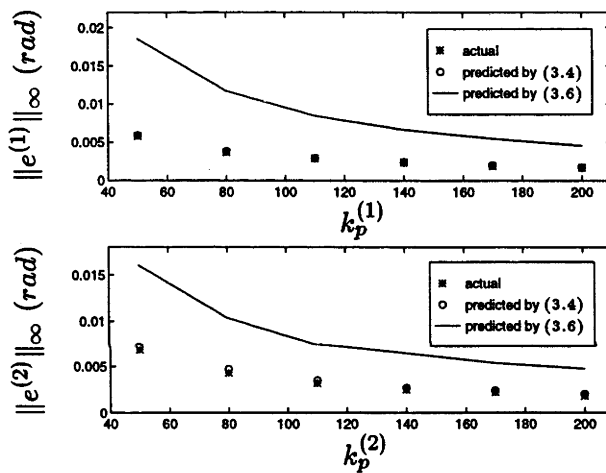 0.02
0.015
0.01
0.005
0
40 60 80 100 120 140 160 180 200
‖e^(1)‖∞ (rad)
k_p^(1)
actual
predicted by (3.4)
predicted by (3.6)
0.015
0.01
0.005
0
40 60 80 100 120 140 160 180 200
‖e^(2)‖∞ (rad)
k_p^(2)
actual
predicted by (3.4)
predicted by (3.6)